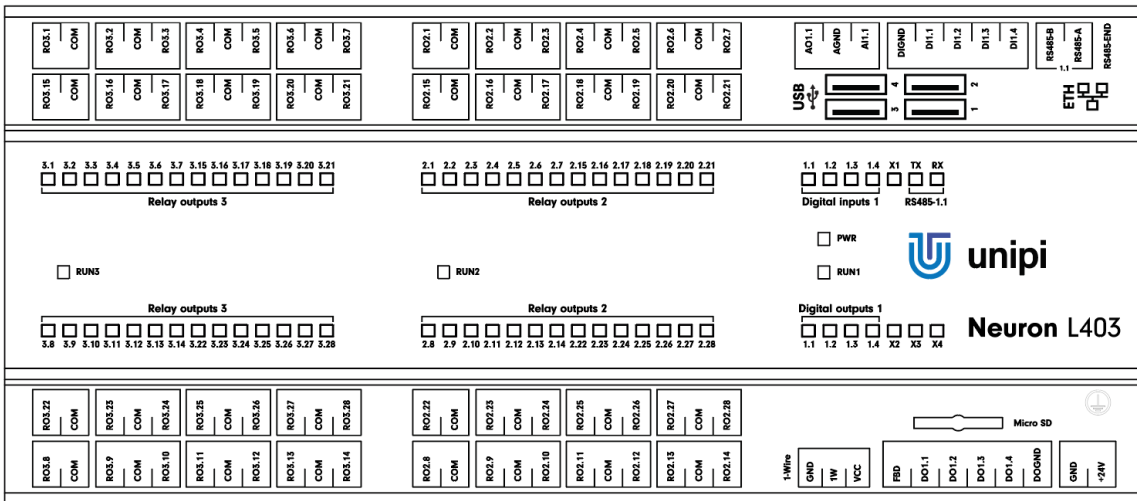 RO3.1 COM RO3.2 COM RO3.3 RO3.4 COM RO3.5 RO3.6 COM RO3.7 RO2.1 COM RO2.2 COM RO2.3 RO2.4 COM RO2.5 RO2.6 COM RO2.7 AO1.1 AGND AI1.1 DIGND DI1.1 DI1.2 DI1.3 DI1.4 RS485-B RS485-A RS485-END
1.1
RO3.15 COM RO3.16 COM RO3.17 RO3.18 COM RO3.19 RO3.20 COM RO3.21 RO2.15 COM RO2.16 COM RO2.17 RO2.18 COM RO2.19 RO2.20 COM RO2.21 USB 4 2 ETH
3 1
3.1 3.2 3.3 3.4 3.5 3.6 3.7 3.15 3.16 3.17 3.18 3.19 3.20 3.21 2.1 2.2 2.3 2.4 2.5 2.6 2.7 2.15 2.16 2.17 2.18 2.19 2.20 2.21 1.1 1.2 1.3 1.4 X1 TX RX
Relay outputs 3 Relay outputs 2 Digital inputs 1 RS485-1.1
PWR
unipi
RUN3 RUN2 RUN1
Relay outputs 3 Relay outputs 2 Digital outputs 1
Neuron L403
3.8 3.9 3.10 3.11 3.12 3.13 3.14 3.22 3.23 3.24 3.25 3.26 3.27 3.28 2.8 2.9 2.10 2.11 2.12 2.13 2.14 2.22 2.23 2.24 2.25 2.26 2.27 2.28 1.1 1.2 1.3 1.4 X2 X3 X4
RO3.22 COM RO3.23 COM RO3.24 RO3.25 COM RO3.26 RO3.27 COM RO3.28 RO2.22 COM RO2.23 COM RO2.24 RO2.25 COM RO2.26 RO2.27 COM RO2.28 Micro SD
RO3.8 COM RO3.9 COM RO3.10 RO3.11 COM RO3.12 RO3.13 COM RO3.14 RO2.8 COM RO2.9 COM RO2.10 RO2.11 COM RO2.12 RO2.13 COM RO2.14 1-Wire GND 1W VCC FBD DO1.1 DO1.2 DO1.3 DO1.4 DOGND GND +24V